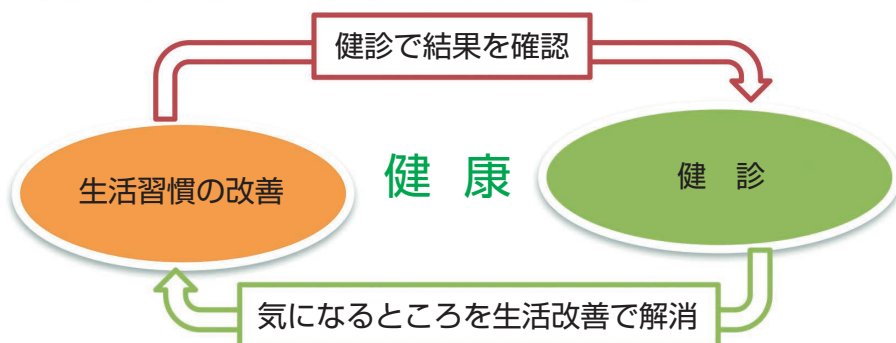 健診で結果を確認
生活習慣の改善
健 康
健 診
気になるところを生活改善で解消